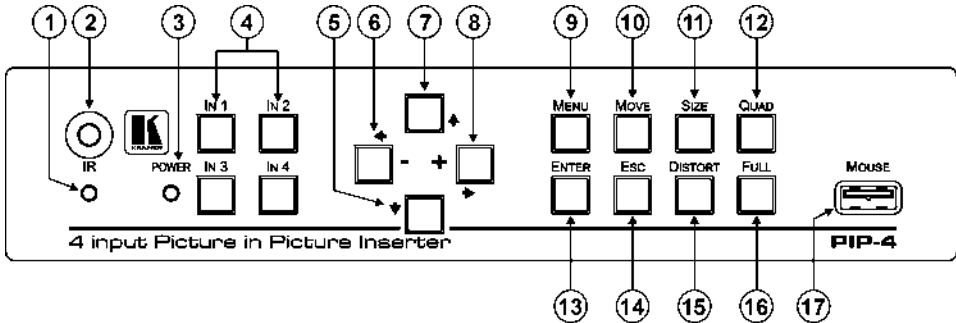 1 2 3 4 5 6 7 8 9 10 11 12
IN 1 IN 2 MENU MOVE SIZE QUAD
KRAMER
IR POWER IN 3 IN 4 - + ENTER ESC DISTORT FULL MOUSE
4 input Picture in Picture Inserter PIP-4
13 14 15 16 17